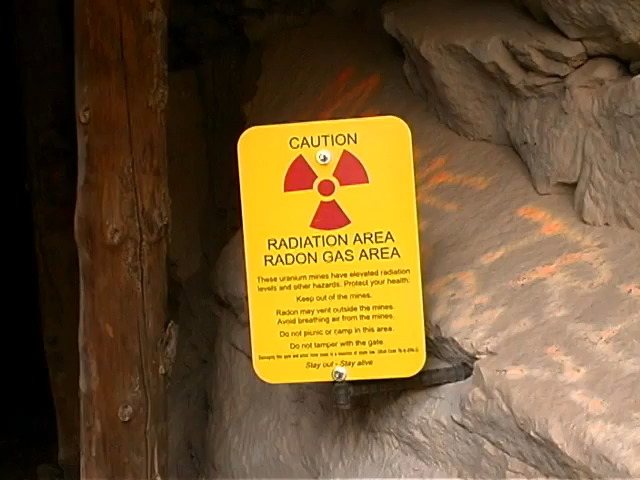 CAUTION
RADIATION AREA
RADON GAS AREA
These uranium mines have elevated radiation
levels and other hazards. Protect your health.
Keep out of the mines.
Radon may vent outside the mines.
Avoid breathing air from the mines.
Do not picnic or camp in this area.
Do not tamper with the gate.
Stay out - Stay alive